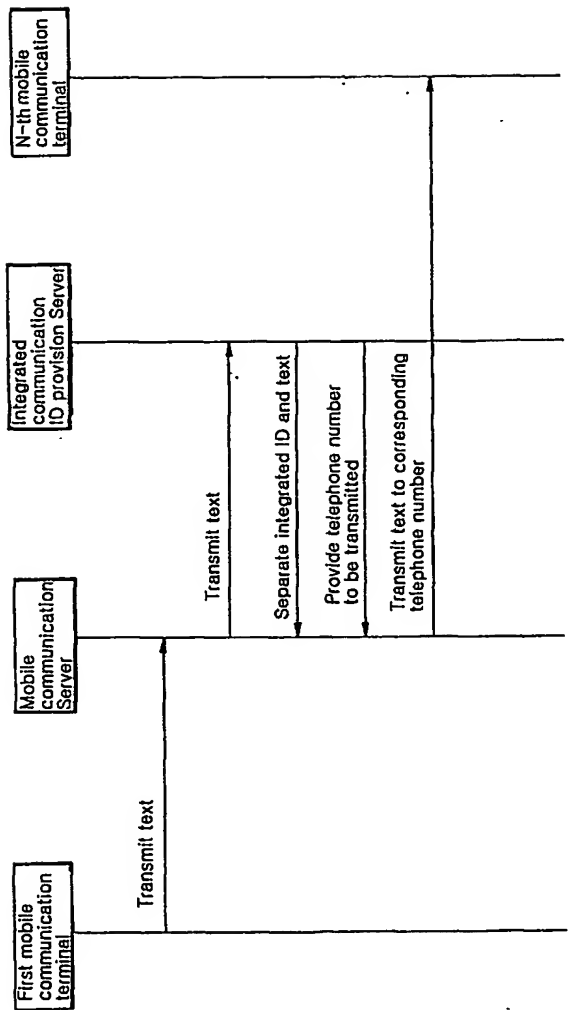 First mobile
communication
terminal
Mobile
communication
Server
Integrated
communication
ID provision Server
N-th mobile
communication
terminal
Transmit text
Transmit text
Separate integrated ID and text
Provide telephone number
to be transmitted
Transmit text to corresponding
telephone number